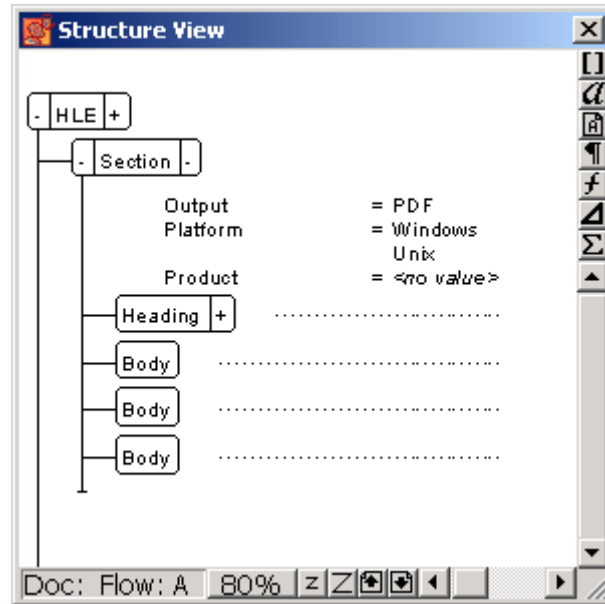 Structure View
- HLE +
- Section -
Output = PDF
Platform = Windows
Unix
Product = <no value>
Heading +
Body
Body
Body
Doc: Flow: A 80% z Z